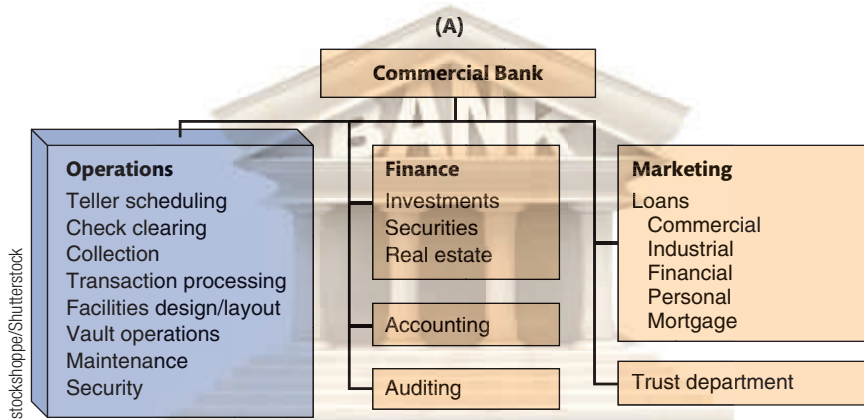 (A)
Commercial Bank
BANK
Operations
Teller scheduling
Check clearing
Collection
Transaction processing
Facilities design/layout
Vault operations
Maintenance
Security
Finance
Investments
Securities
Real estate
Accounting
Auditing
Marketing
Loans
Commercial
Industrial
Financial
Personal
Mortgage
Trust department
stockshoppe/Shutterstock